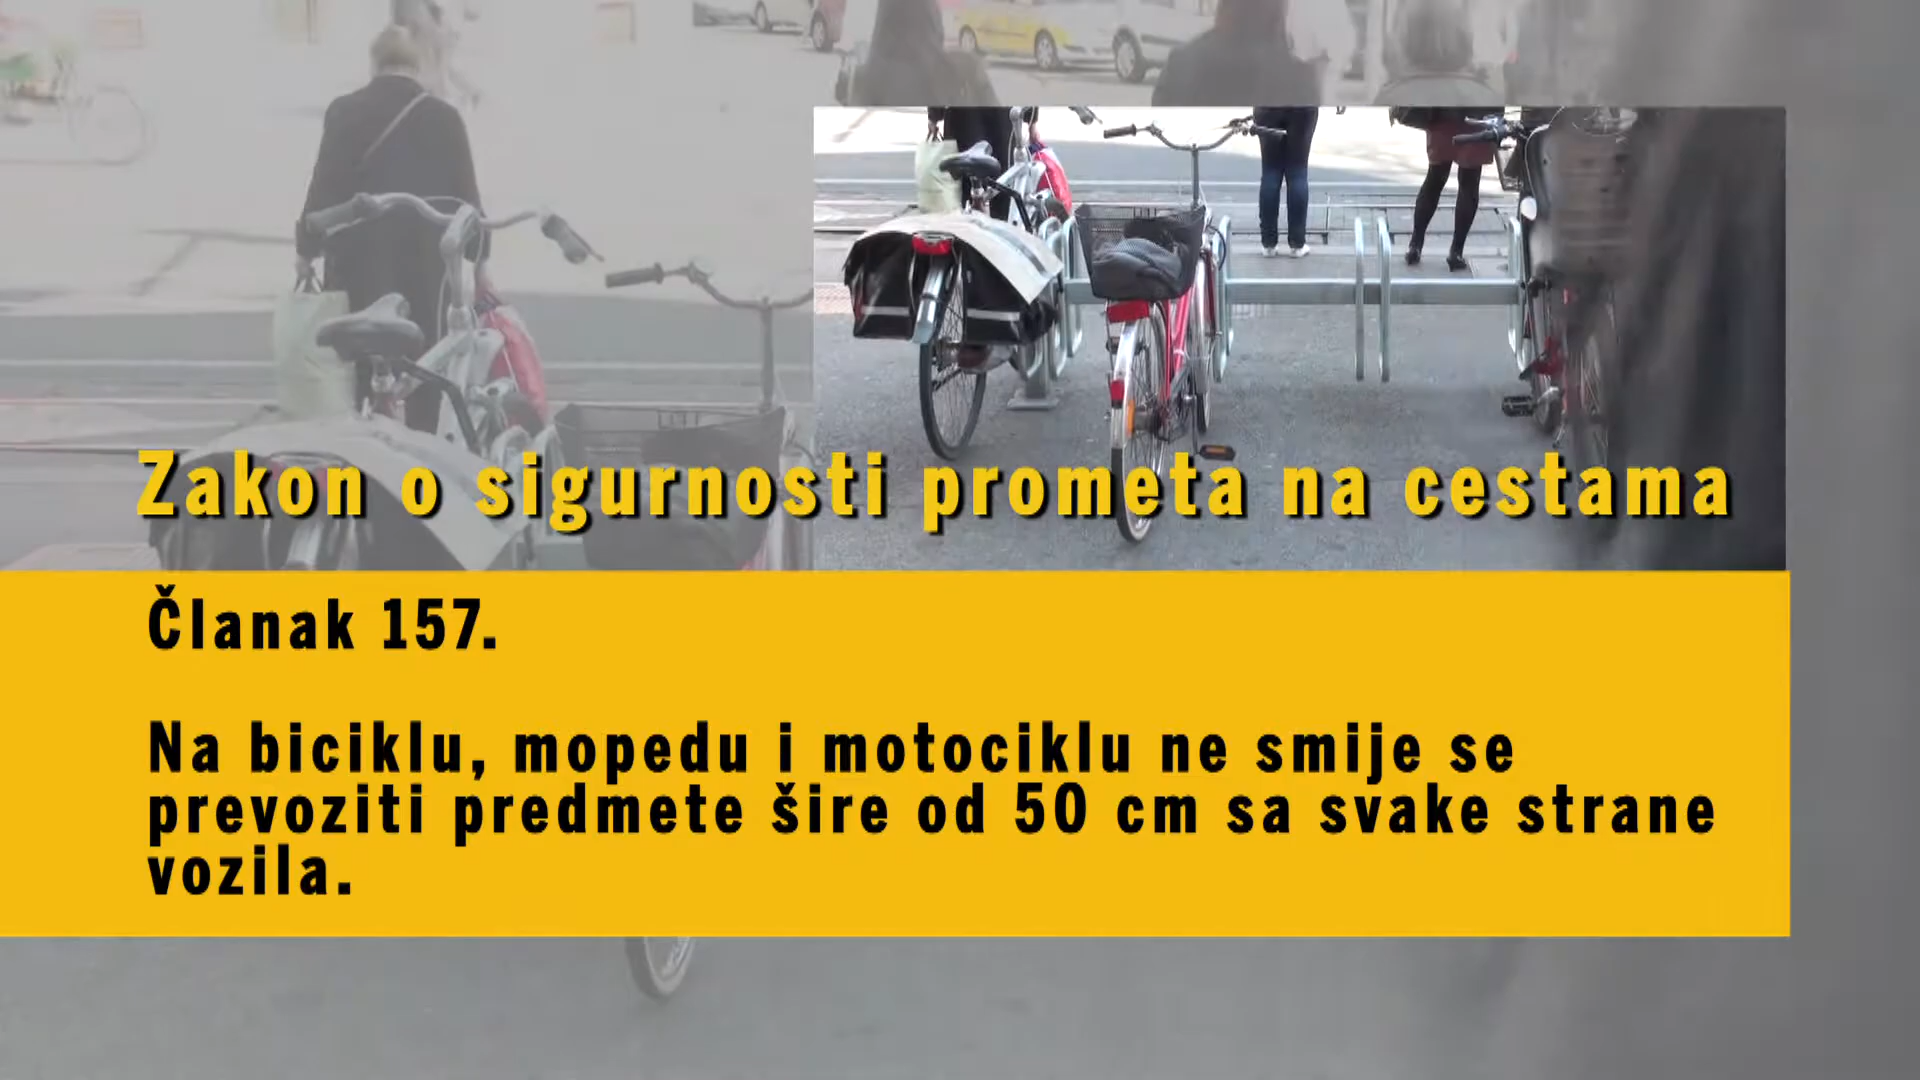 Zakon o sigurnosti prometa na cestama
Članak 157.
Na biciklu, mopedu i motociklu ne smije se
prevoziti predmete šire od 50 cm sa svake strane
vozila.